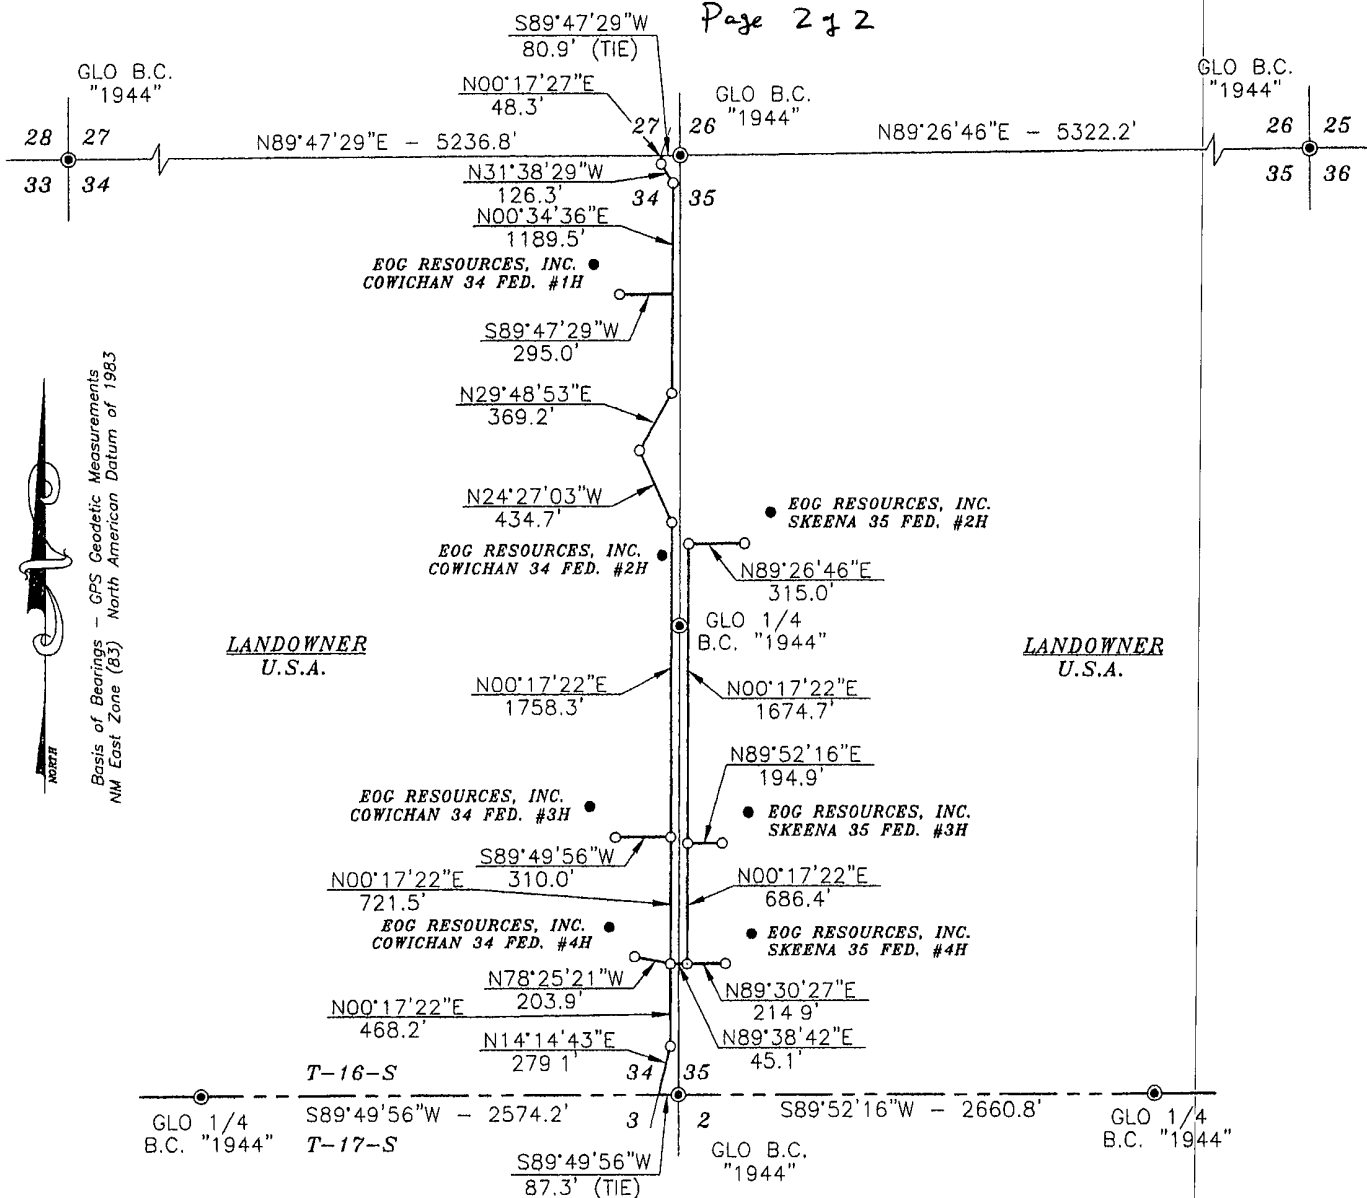 Page 2 of 2
S89°47'29"W
80.9' (TIE)
GLO B.C.
"1944"
N00°17'27"E
48.3'
GLO B.C.
"1944"
GLO B.C.
"1944"
28 27
33 34
N89°47'29"E - 5236.8'
27 26
34 35
N89°26'46"E - 5322.2'
26 25
35 36
N31°38'29"W
126.3'
N00°34'36"E
1189.5'
EOG RESOURCES, INC.
COWICHAN 34 FED. #1H
S89°47'29"W
295.0'
N29°48'53"E
369.2'
N24°27'03"W
434.7'
EOG RESOURCES, INC.
SKEENA 35 FED. #2H
EOG RESOURCES, INC.
COWICHAN 34 FED. #2H
N89°26'46"E
315.0'
GLO 1/4
B.C. "1944"
Basis of Bearings - GPS Geodetic Measurements
NM East Zone (83) North American Datum of 1983
NORTH
LANDOWNER
U.S.A.
LANDOWNER
U.S.A.
N00°17'22"E
1758.3'
N00°17'22"E
1674.7'
N89°52'16"E
194.9'
EOG RESOURCES, INC.
COWICHAN 34 FED. #3H
EOG RESOURCES, INC.
SKEENA 35 FED. #3H
S89°49'56"W
310.0'
N00°17'22"E
721.5'
N00°17'22"E
686.4'
EOG RESOURCES, INC.
COWICHAN 34 FED. #4H
EOG RESOURCES, INC.
SKEENA 35 FED. #4H
N78°25'21"W
203.9'
N89°30'27"E
214 9'
N00°17'22"E
468.2'
N89°38'42"E
45.1'
N14°14'43"E
279 1'
T-16-S
34 35
S89°49'56"W - 2574.2'
3 2
S89°52'16"W - 2660.8'
GLO 1/4
B.C. "1944"
T-17-S
GLO 1/4
B.C. "1944"
GLO B.C.
"1944"
S89°49'56"W
87.3' (TIE)